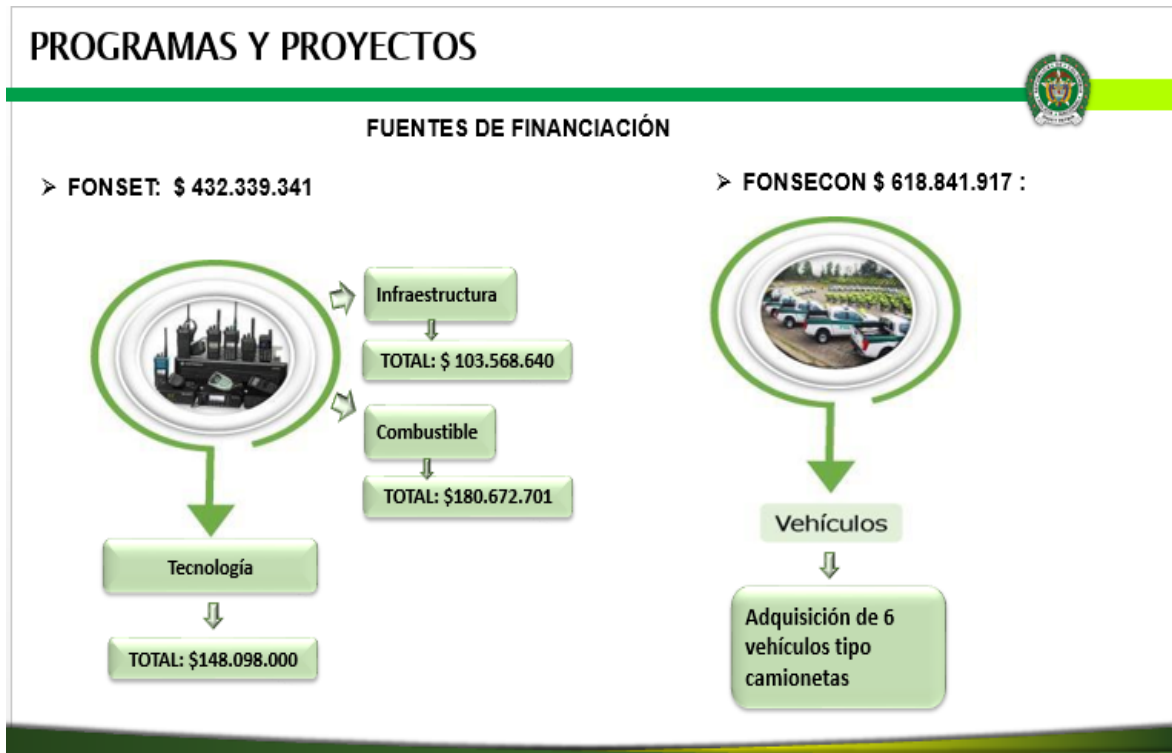 PROGRAMAS Y PROYECTOS
FUENTES DE FINANCIACIÓN
➢ FONSET: $ 432.339.341
Infraestructura
TOTAL: $ 103.568.640
Combustible
TOTAL: $180.672.701
Tecnología
TOTAL: $148.098.000
➢ FONSECON $ 618.841.917 :
Vehículos
Adquisición de 6
vehículos tipo
camionetas